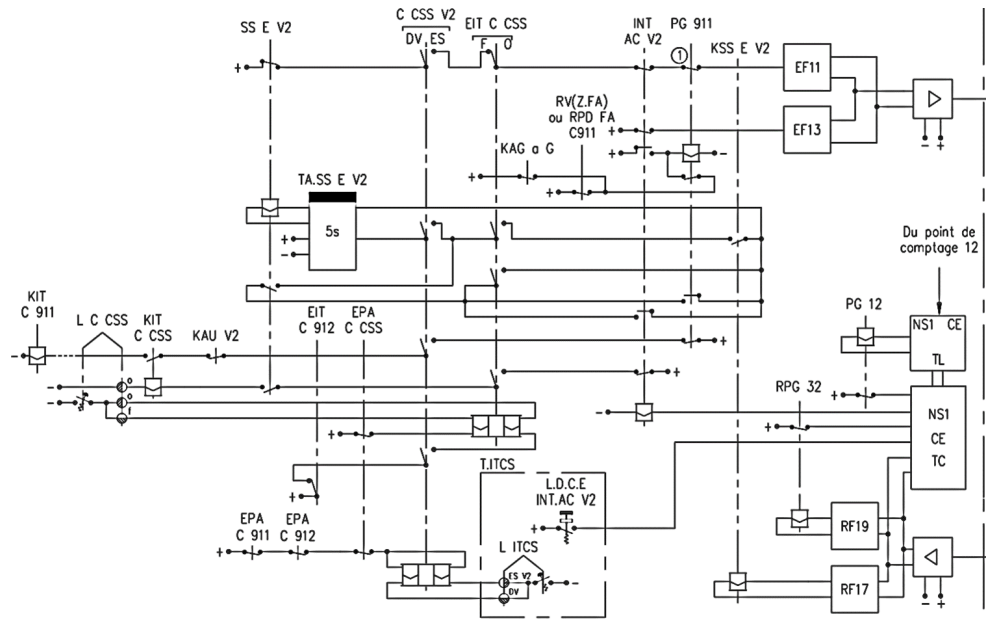 C CSS V2
EIT C CSS
INT
AC V2
PG 911
SS E V2
DV ES
F O
1
KSS E V2
EF11
RV(Z.FA)
ou RPD FA
C911
EF13
KAG a G
TA.SS E V2
5s
Du point de
comptage 12
KIT
C 911
L C CSS
KIT
C CSS
KAU V2
EIT
C 912
EPA
C CSS
PG 12
NS1 CE
TL
RPG 32
NS1
CE
TC
o
o
f
T.ITCS
L.D.C.E
INT.AC V2
EPA
C 911
EPA
C 912
L ITCS
ES V2
DV
RF19
RF17